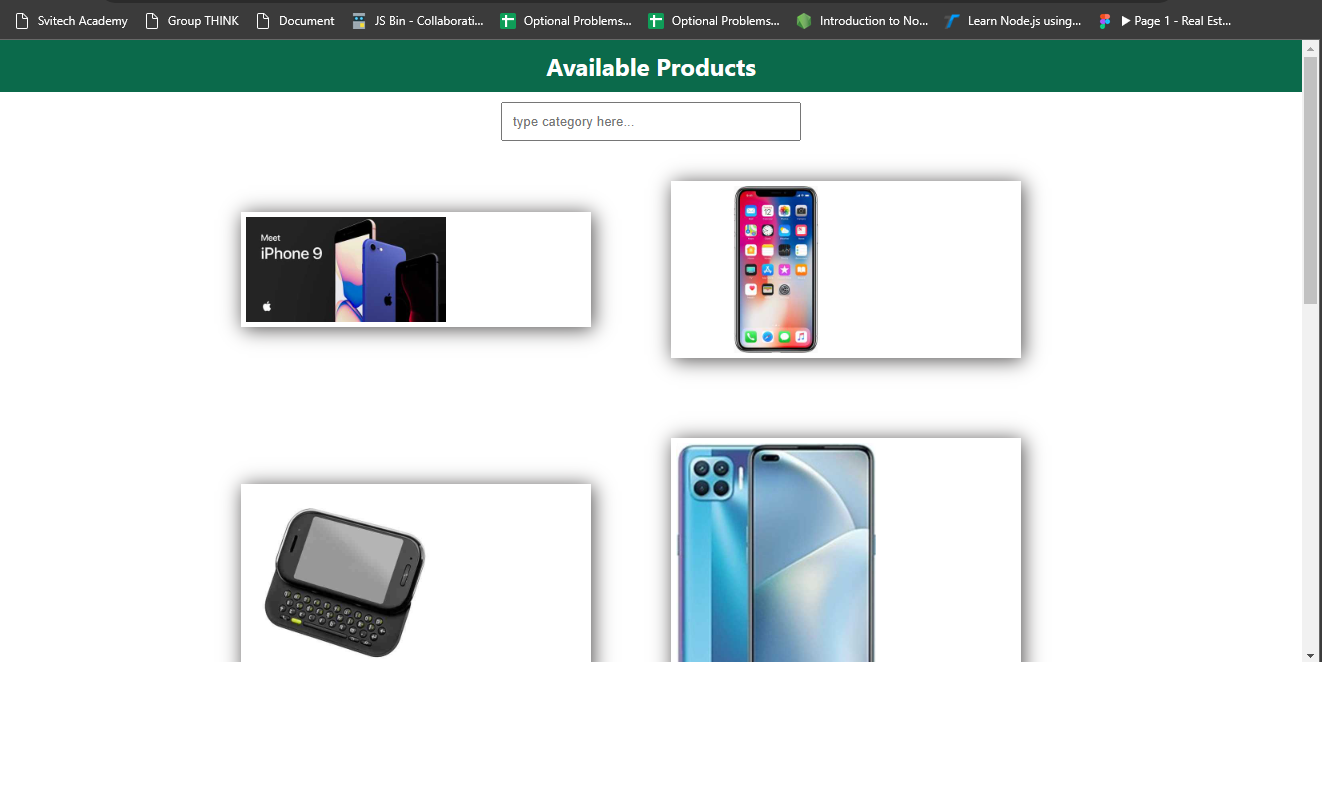 Svitech Academy
Group THINK
Document
JS Bin - Collaborati...
Optional Problems...
Optional Problems...
Introduction to No...
Learn Node.js using...
▶ Page 1 - Real Est...
Available Products
type category here...
Meet
iPhone 9